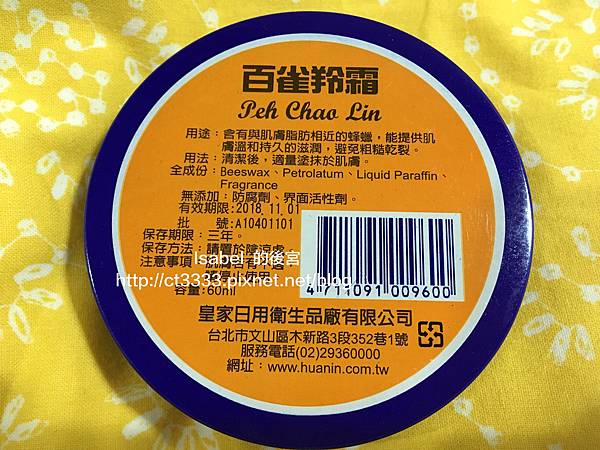 百雀羚霜
Peh Chao Lin
用途：含有與肌膚脂肪相近的蜂蠟，能提供肌
膚溫和持久的滋潤，避免粗糙乾裂。
用法：清潔後，適量塗抹於肌膚。
全成份：Beeswax、Petrolatum、Liquid Paraffin、
Fragrance
無添加：防腐劑、界面活性劑。
有效期限:2018.11.01
批　號:A10401101
保存期限：三年。
保存方法：請置於陰涼處。
Isabel 的後宮
注意事項
http://ct3333.pixnet.net/blog
容量:60ml
4 711091 009600
皇家日用衛生品廠有限公司
台北市文山區木新路3段352巷1號
服務電話(02)29360000
網址：www.huanin.com.tw